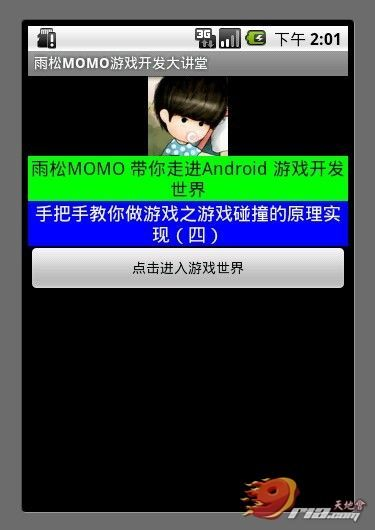 3G 下午 2:01
雨松MOMO游戏开发大讲堂
雨松MOMO 带你走进Android 游戏开发
世界
手把手教你做游戏之游戏碰撞的原理实
现（四）
点击进入游戏世界
天地會
9ria.com